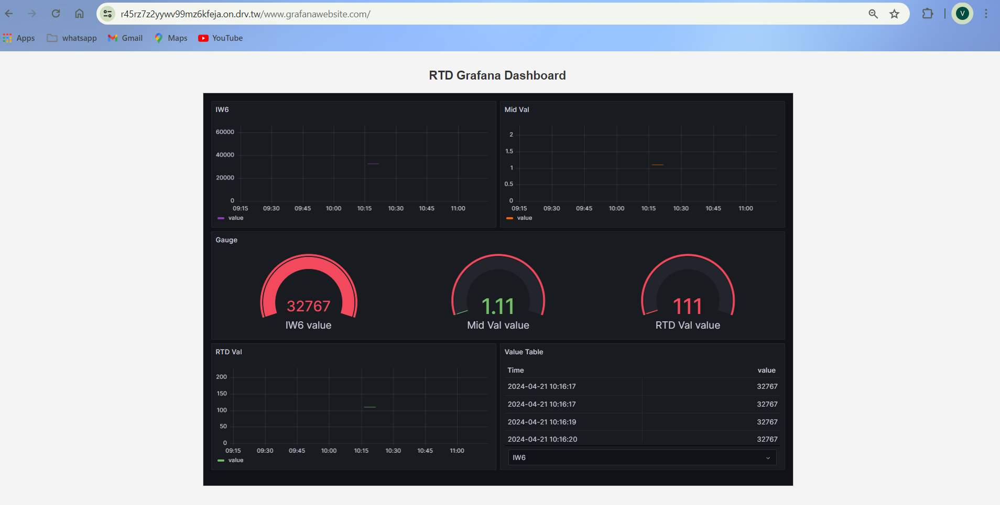 r45rz7z2yywv99mz6kfeja.on.drv.tw/www.grafanawebsite.com/
V
Apps whatsapp Gmail Maps YouTube
RTD Grafana Dashboard
IW6
60000
40000
20000
0
09:15 09:30 09:45 10:00 10:15 10:30 10:45 11:00
value
Mid Val
2
1.5
1
0.5
0
09:15 09:30 09:45 10:00 10:15 10:30 10:45 11:00
value
Gauge
32767
IW6 value
1.11
Mid Val value
111
RTD Val value
RTD Val
200
150
100
50
0
09:15 09:30 09:45 10:00 10:15 10:30 10:45 11:00
value
Value Table
Time value
2024-04-21 10:16:17 32767
2024-04-21 10:16:17 32767
2024-04-21 10:16:19 32767
2024-04-21 10:16:20 32767
IW6